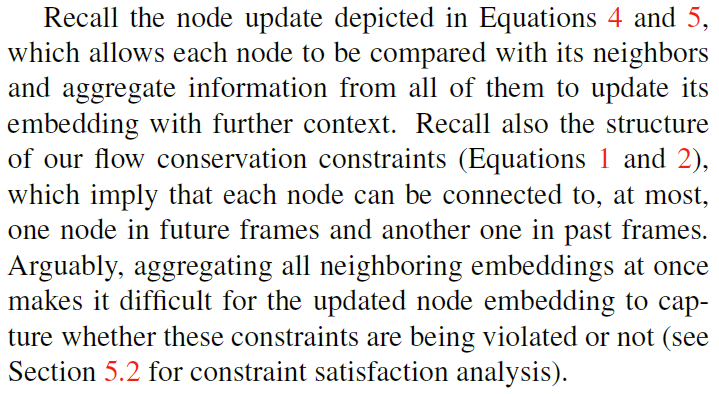 Recall the node update depicted in Equations 4 and 5,
which allows each node to be compared with its neighbors
and aggregate information from all of them to update its
embedding with further context. Recall also the structure
of our flow conservation constraints (Equations 1 and 2),
which imply that each node can be connected to, at most,
one node in future frames and another one in past frames.
Arguably, aggregating all neighboring embeddings at once
makes it difficult for the updated node embedding to cap-
ture whether these constraints are being violated or not (see
Section 5.2 for constraint satisfaction analysis).